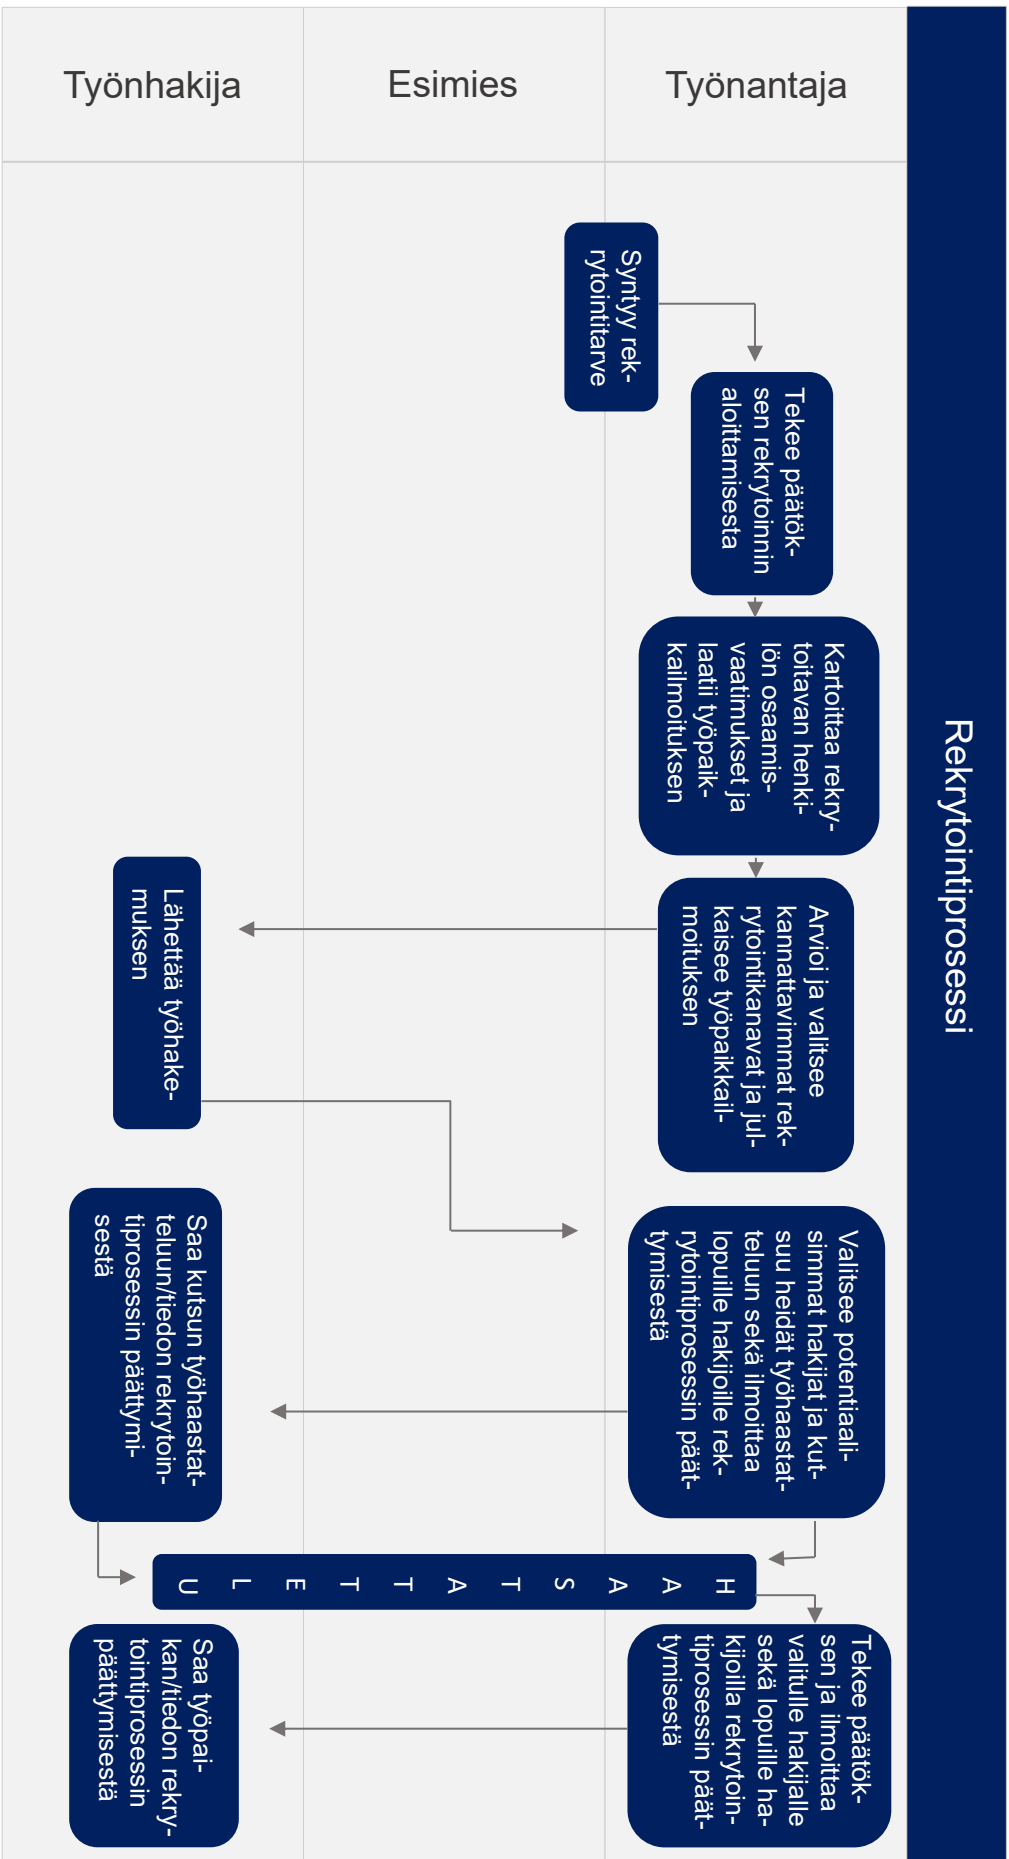 Rekrytointiprosessi
Työnantaja
Esimies
Työnhakija
Syntyy rek-
rytointitarve
Tekee päätök-
sen rekrytoinnin
aloittamisesta
Kartoittaa rekry-
toitavan henki-
lön osaamis-
vaatimukset ja
laatii työpaik-
kailmoituksen
Arvioi ja valitsee
kannattavimmat rek-
rytointikanavat ja jul-
kaisee työpaikkail-
moituksen
Lähettää työhake-
muksen
Valitsee potentiaali-
simmat hakijat ja kut-
suu heidät työhaastat-
teluun sekä ilmoittaa
lopuille hakijoille rek-
rytointiprosessin päät-
tymisestä
Saa kutsun työhaastat-
teluun/tiedon rekrytoin-
tiprosessin päättymi-
sestä
H
A
A
S
T
A
T
T
E
L
U
Tekee päätök-
sen ja ilmoittaa
valitulle hakijalle
sekä lopuille ha-
kijoilla rekrytoin-
tiprosessin päät-
tymisestä
Saa työpai-
kan/tiedon rekry-
tointiprosessin
päättymisestä